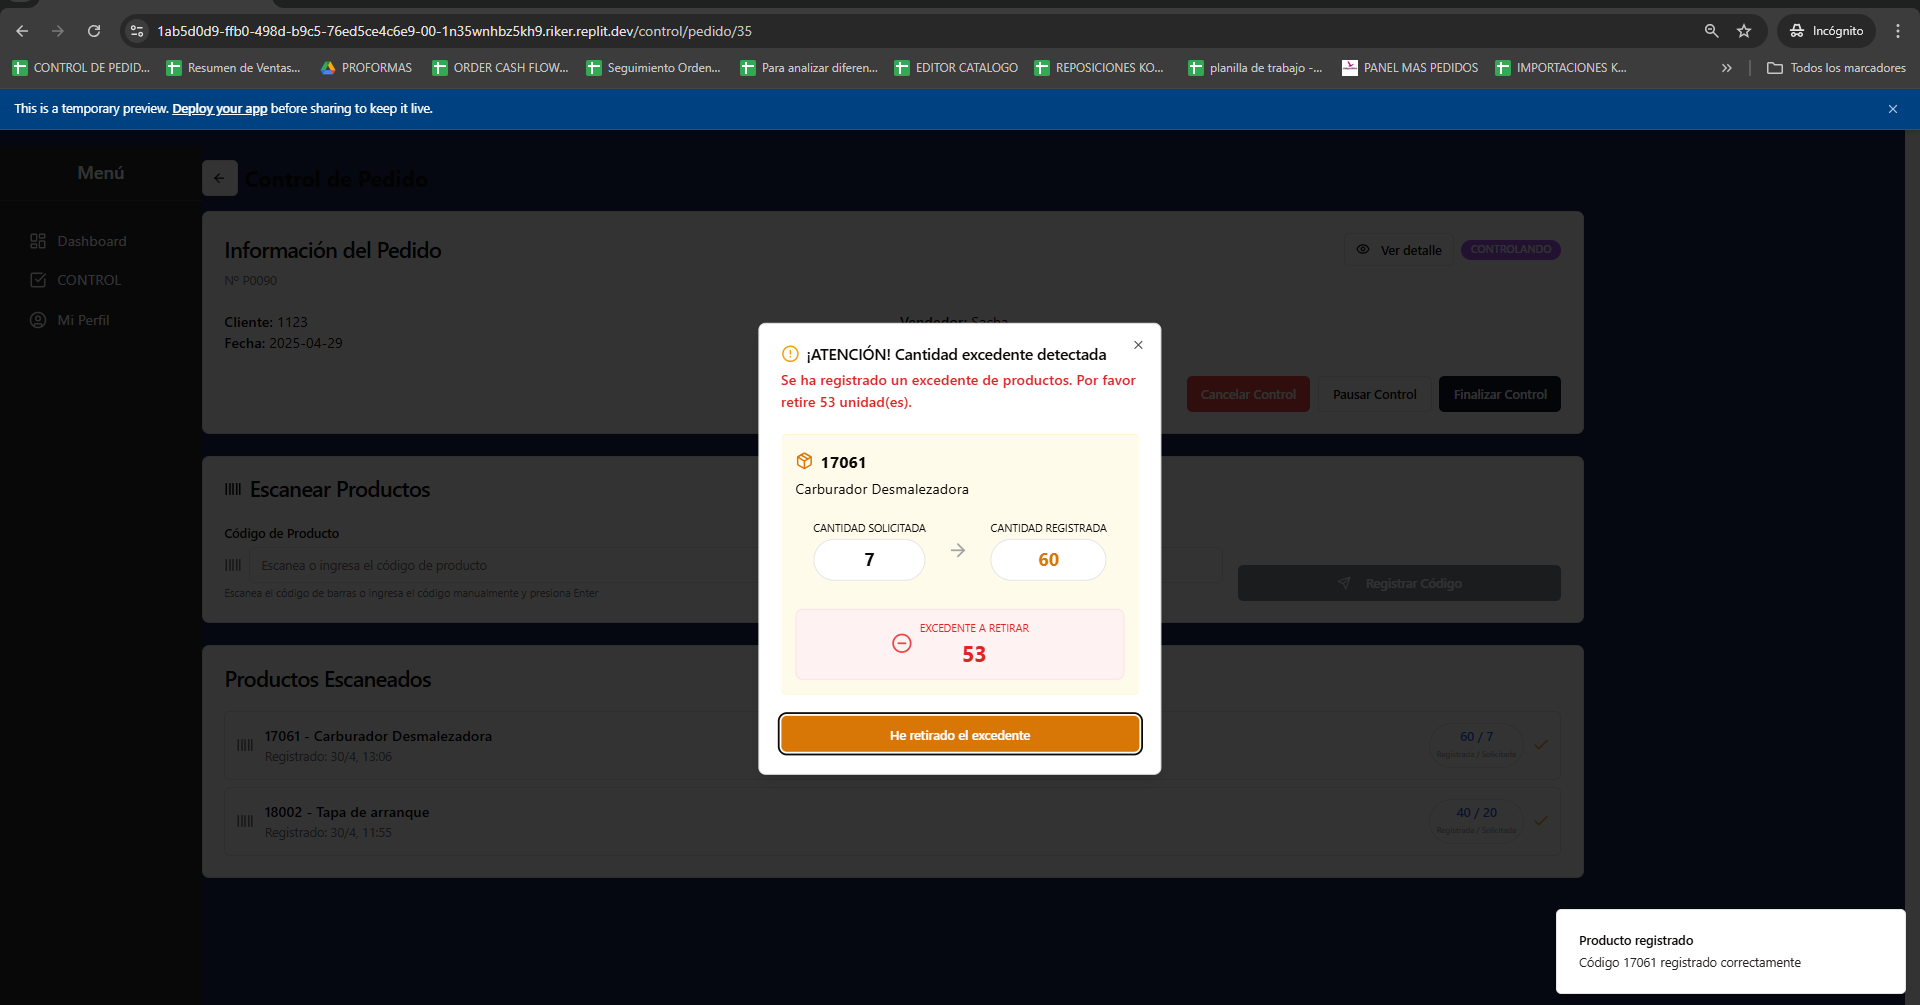 1ab5d0d9-ffb0-498d-b9c5-76ed5ce4c6e9-00-1n35wnhbz5kh9.riker.replit.dev/control/pedido/35
Incógnito
CONTROL DE PEDID...
Resumen de Ventas...
PROFORMAS
ORDER CASH FLOW...
Seguimiento Orden...
Para analizar diferen...
EDITOR CATALOGO
REPOSICIONES KO...
planilla de trabajo -...
PANEL MAS PEDIDOS
IMPORTACIONES K...
Todos los marcadores
This is a temporary preview. Deploy your app before sharing to keep it live.
Menú
Dashboard
CONTROL
Mi Perfil
Control de Pedido
Información del Pedido
Ver detalle
CONTROLANDO
Nº P0090
Cliente: 1123
Vendedor: Sacha
Fecha: 2025-04-29
Cancelar Control
Pausar Control
Finalizar Control
Escanear Productos
Código de Producto
Escanea o ingresa el código de producto
Registrar Código
Escanea el código de barras o ingresa el código manualmente y presiona Enter
Productos Escaneados
17061 - Carburador Desmalezadora
Registrado: 30/4, 13:06
60 / 7
Registrada / Solicitada
18002 - Tapa de arranque
Registrado: 30/4, 11:55
40 / 20
Registrada / Solicitada
¡ATENCIÓN! Cantidad excedente detectada
Se ha registrado un excedente de productos. Por favor
retire 53 unidad(es).
17061
Carburador Desmalezadora
CANTIDAD SOLICITADA
7
CANTIDAD REGISTRADA
60
EXCEDENTE A RETIRAR
53
He retirado el excedente
Producto registrado
Código 17061 registrado correctamente